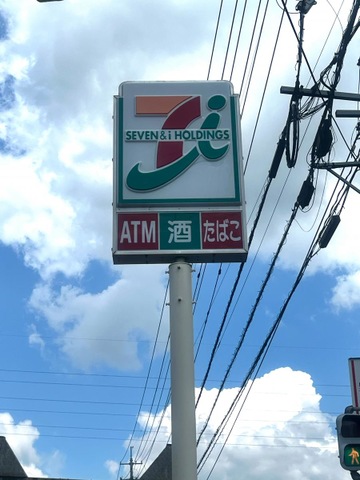 SEVEN & i HOLDINGS
ATM 酒 たばこ